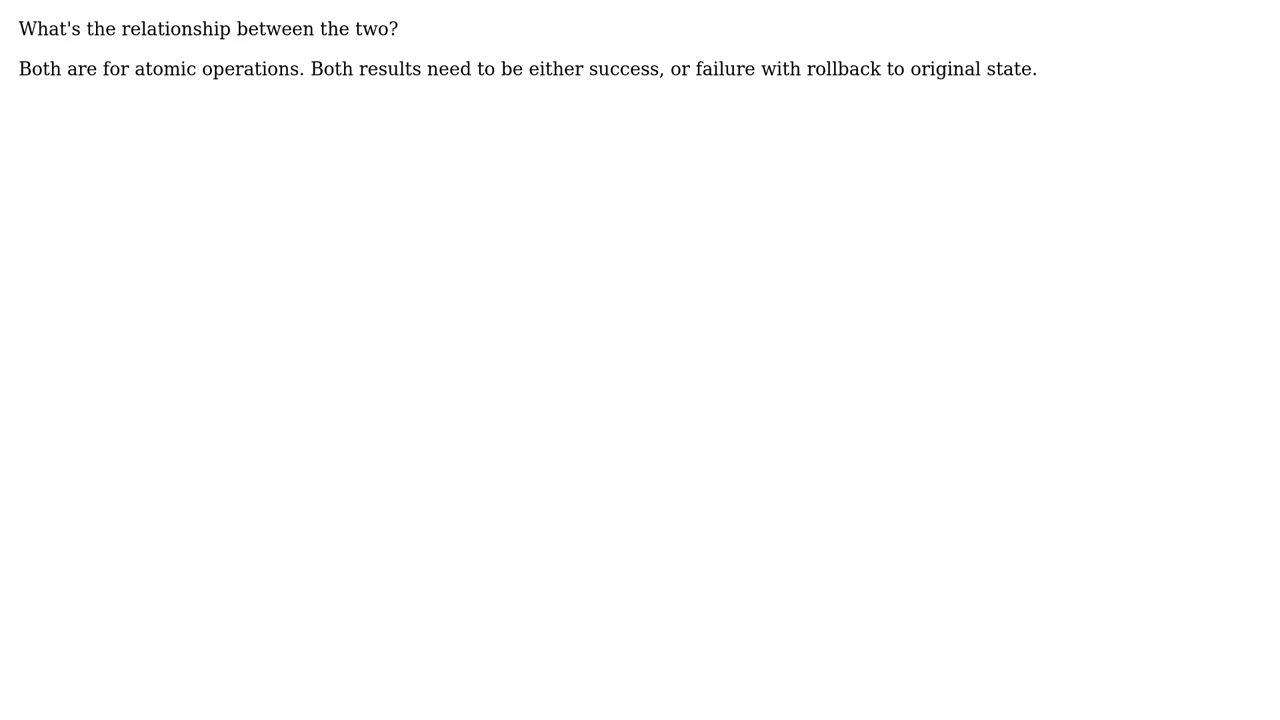 What's the relationship between the two?
Both are for atomic operations. Both results need to be either success, or failure with rollback to original state.